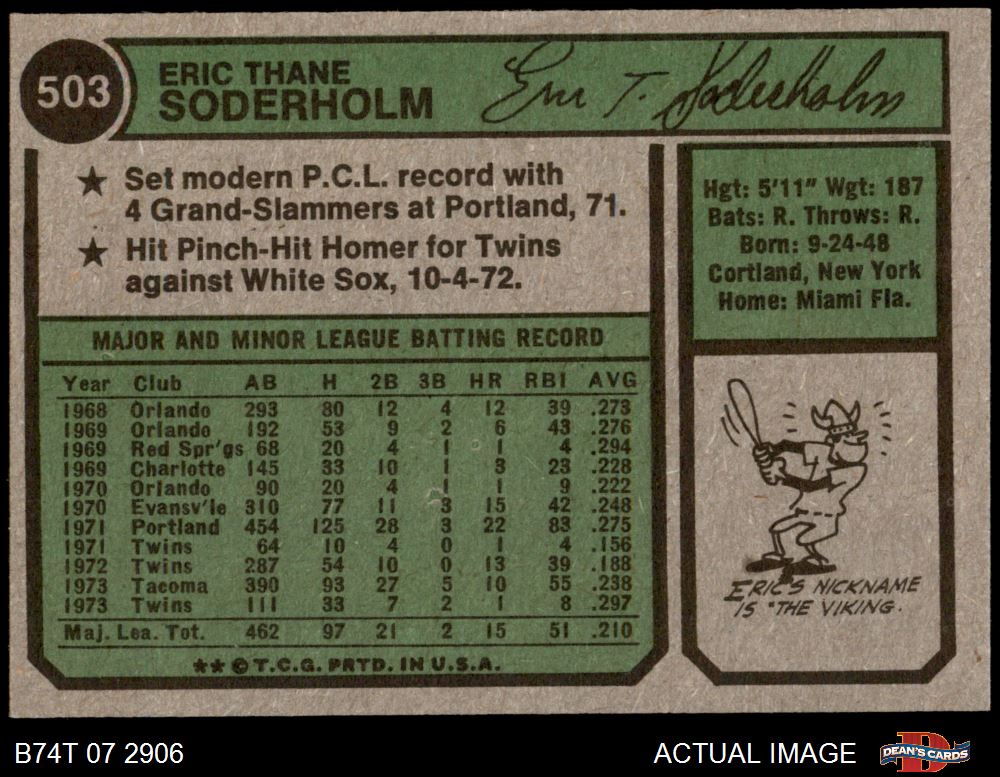 503
ERIC THANE
SODERHOLM
Eric T. Soderholm
★ Set modern P.C.L. record with
4 Grand-Slammers at Portland, 71.
★ Hit Pinch-Hit Homer for Twins
against White Sox, 10-4-72.
Hgt: 5'11" Wgt: 187
Bats: R. Throws: R.
Born: 9-24-48
Cortland, New York
Home: Miami Fla.
MAJOR AND MINOR LEAGUE BATTING RECORD
Year Club AB H 2B 3B HR RBI AVG
1968 Orlando 293 80 12 4 12 39 .273
1969 Orlando 192 53 9 2 6 43 .276
1969 Red Spr'gs 68 20 4 1 1 4 .294
1969 Charlotte 145 33 10 1 3 23 .228
1970 Orlando 90 20 4 1 1 9 .222
1970 Evansv'le 310 77 11 3 15 42 .248
1971 Portland 454 125 28 3 22 83 .275
1971 Twins 64 10 4 0 1 4 .156
1972 Twins 287 54 10 0 13 39 .188
1973 Tacoma 390 93 27 5 10 55 .238
1973 Twins 111 33 7 2 1 8 .297
Maj. Lea. Tot. 462 97 21 2 15 51 .210
★★ © T.C.G. PRTD. IN U.S.A.
ERIC'S NICKNAME
IS "THE VIKING.
B74T 07 2906
ACTUAL IMAGE
DEAN'S CARDS